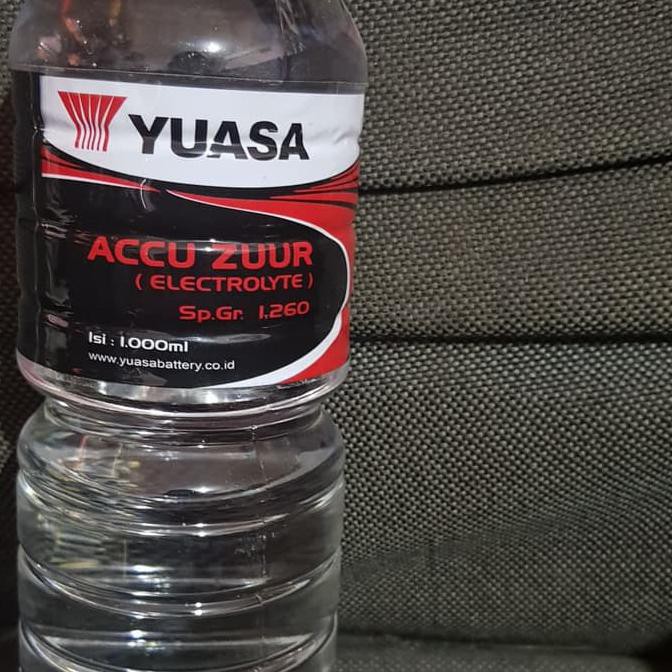 YUASA
ACCU ZUUR
( ELECTROLYTE )
Sp.Gr. 1,260
Isi : 1.000ml
www.yuasabattery.co.id